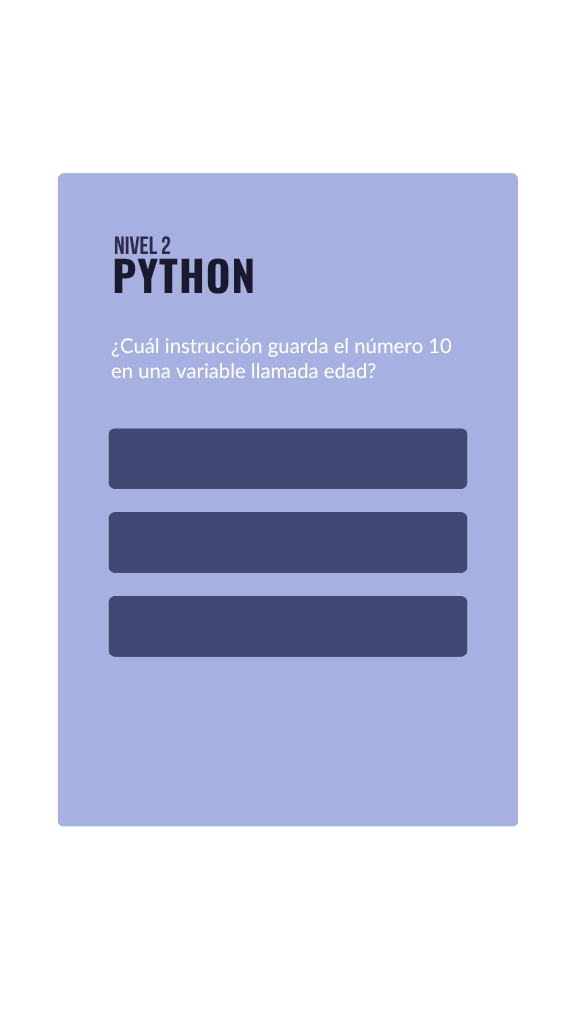 NIVEL 2
PYTHON
¿Cuál instrucción guarda el número 10
en una variable llamada edad?